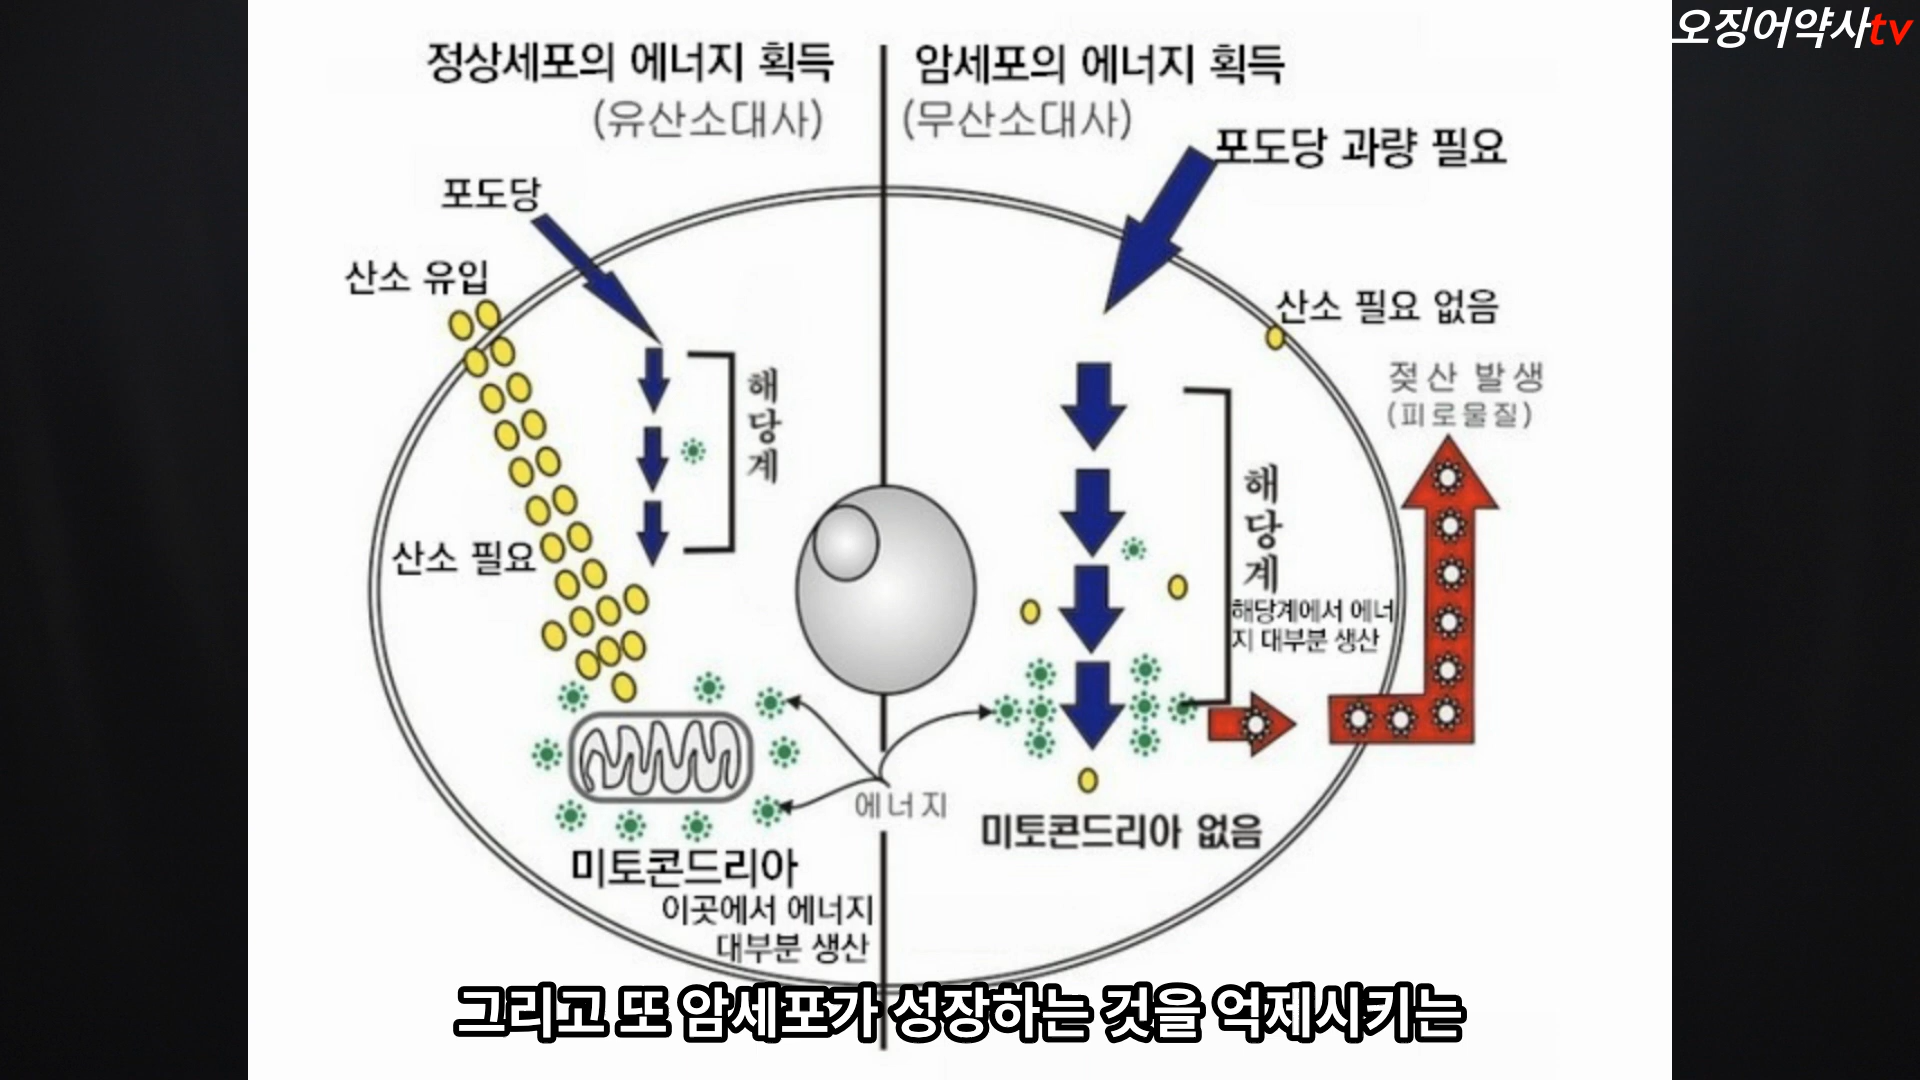 오징어약사tv
정상세포의 에너지 획득
(유산소대사)
암세포의 에너지 획득
(무산소대사)
포도당 과량 필요
포도당
산소 유입
산소 필요 없음
젖산 발생
(피로물질)
해당계
해당계
산소 필요
해당계에서 에너
지 대부분 생산
에너지
미토콘드리아 없음
미토콘드리아
이곳에서 에너지
대부분 생산
그리고 또 암세포가 성장하는 것을 억제시키는